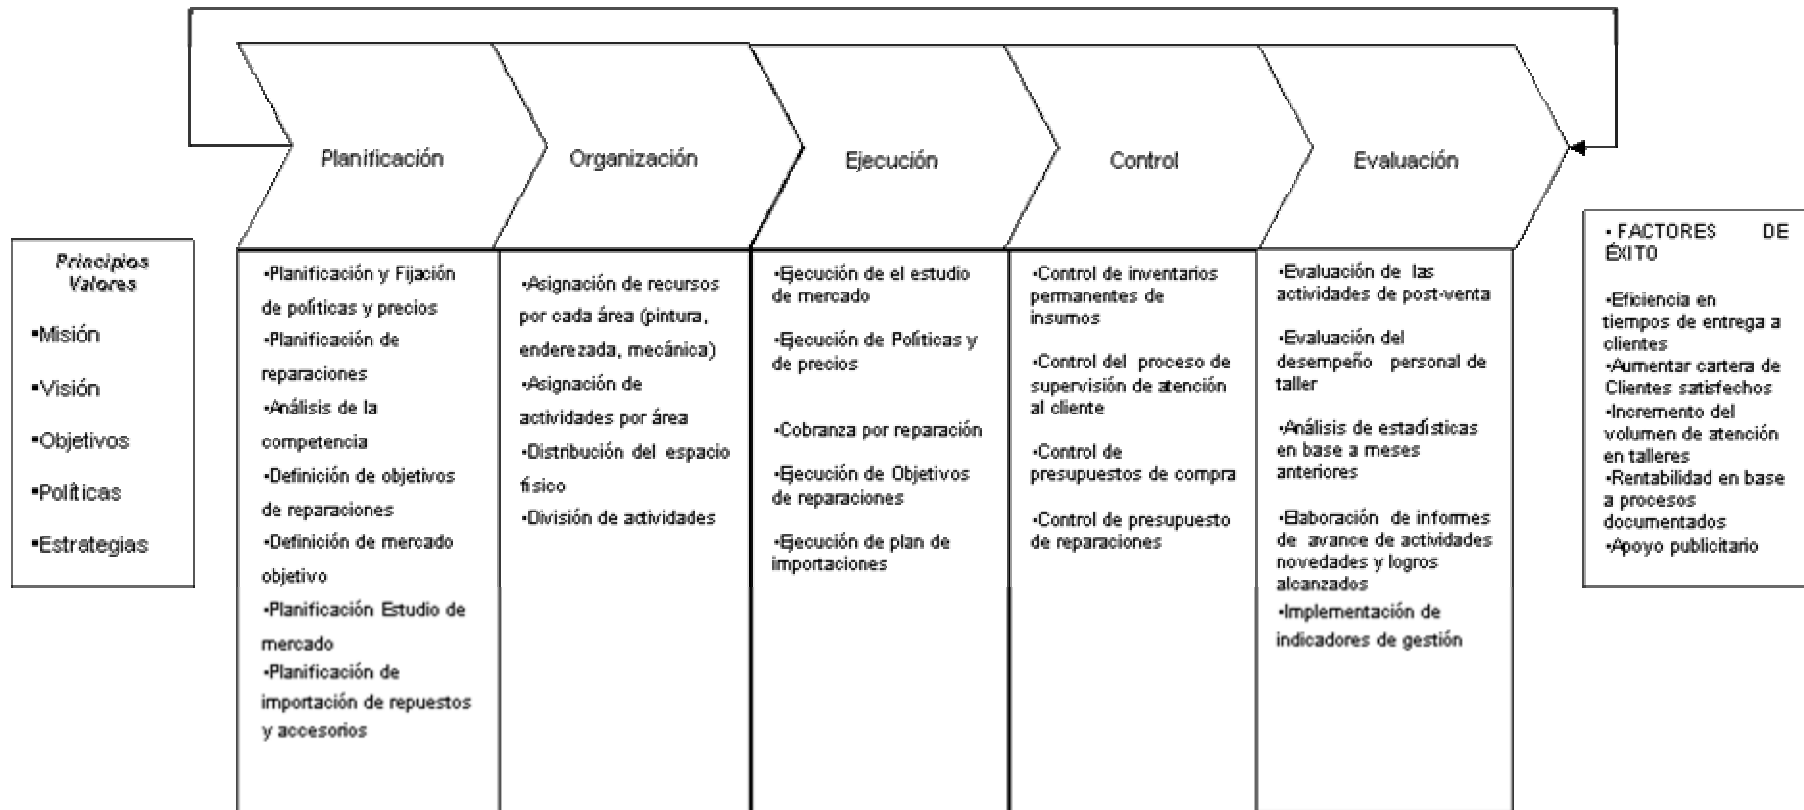 Planificación
Organización
Ejecución
Control
Evaluación
Principios
Valores
▪Misión
▪Visión
▪Objetivos
▪Políticas
▪Estrategias
•Planificación y Fijación
de políticas y precios
•Planificación de
reparaciones
•Análisis de la
competencia
•Definición de objetivos
de reparaciones
•Definición de mercado
objetivo
•Planificación Estudio de
mercado
•Planificación de
importación de repuestos
y accesorios
•Asignación de recursos
por cada área (pintura,
enderezada, mecánica)
•Asignación de
actividades por área
•Distribución del espacio
físico
•División de actividades
•Ejecución de el estudio
de mercado
•Ejecución de Políticas y
de precios
•Cobranza por reparación
•Ejecución de Objetivos
de reparaciones
•Ejecución de plan de
importaciones
•Control de inventarios
permanentes de
insumos
•Control del proceso de
supervisión de atención
al cliente
•Control de
presupuestos de compra
•Control de presupuesto
de reparaciones
•Evaluación de las
actividades de post-venta
•Evaluación del
desempeño personal de
taller
•Análisis de estadísticas
en base a meses
anteriores
•Elaboración de informes
de avance de actividades
novedades y logros
alcanzados
•Implementación de
indicadores de gestión
• FACTORES DE
ÉXITO
•Eficiencia en
tiempos de entrega a
clientes
•Aumentar cartera de
Clientes satisfechos
•Incremento del
volumen de atención
en talleres
•Rentabilidad en base
a procesos
documentados
•Apoyo publicitario